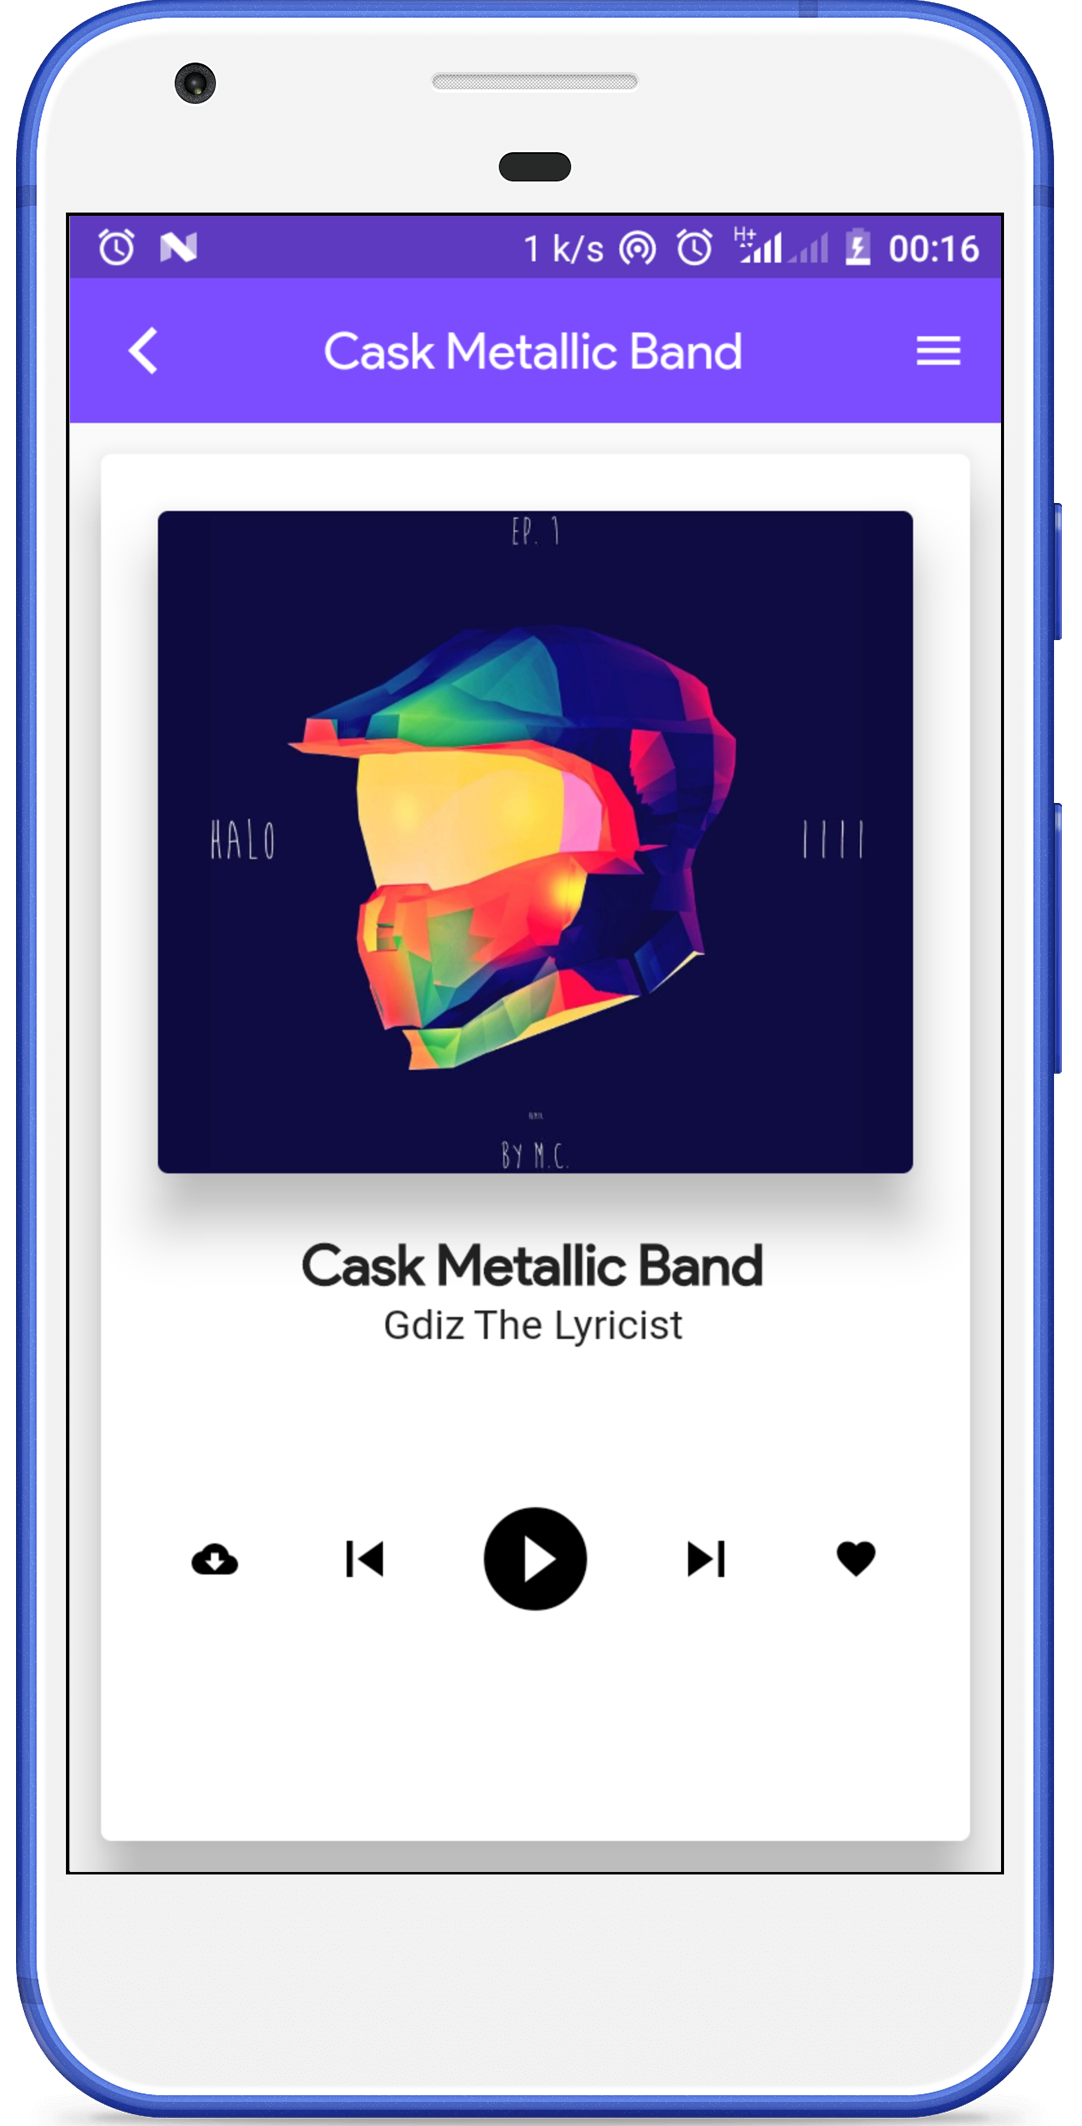 1 k/s H+ 00:16
Cask Metallic Band
EP. 1
HALO IIII
BY M.C.
Cask Metallic Band
Gdiz The Lyricist